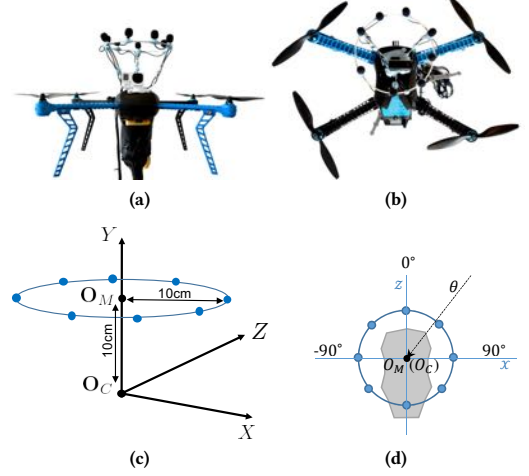 (a)
(b)
Y
O_M
10cm
10cm
O_C
Z
X
(c)
0°
z
θ
-90°
90°
O_M (O_C)
x
(d)